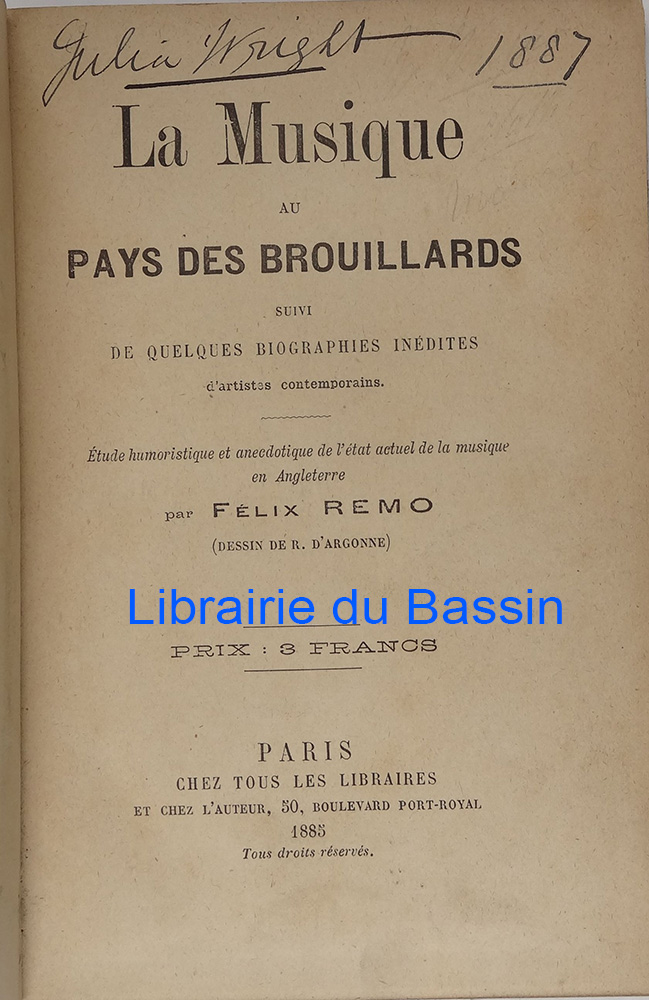 Julia Wright 1887
La Musique
AU
PAYS DES BROUILLARDS
SUIVI
DE QUELQUES BIOGRAPHIES INÉDITES
d'artistes contemporains.
Étude humoristique et anecdotique de l'état actuel de la musique
en Angleterre
par FÉLIX REMO
(DESSIN DE R. D'ARGONNE)
Librairie du Bassin
PRIX : 3 FRANCS
PARIS
CHEZ TOUS LES LIBRAIRES
ET CHEZ L'AUTEUR, 50, BOULEVARD PORT-ROYAL
1885
Tous droits réservés.